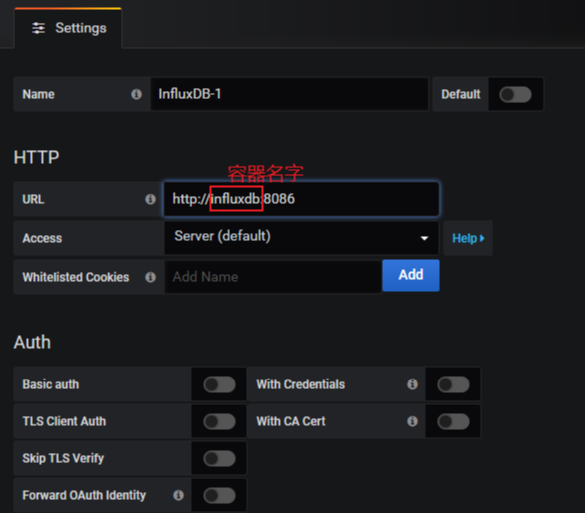 Settings
Name InfluxDB-1 Default
HTTP
容器名字
URL http://influxdb:8086
Access Server (default) Help
Whitelisted Cookies Add Name Add
Auth
Basic auth With Credentials
TLS Client Auth With CA Cert
Skip TLS Verify
Forward OAuth Identity